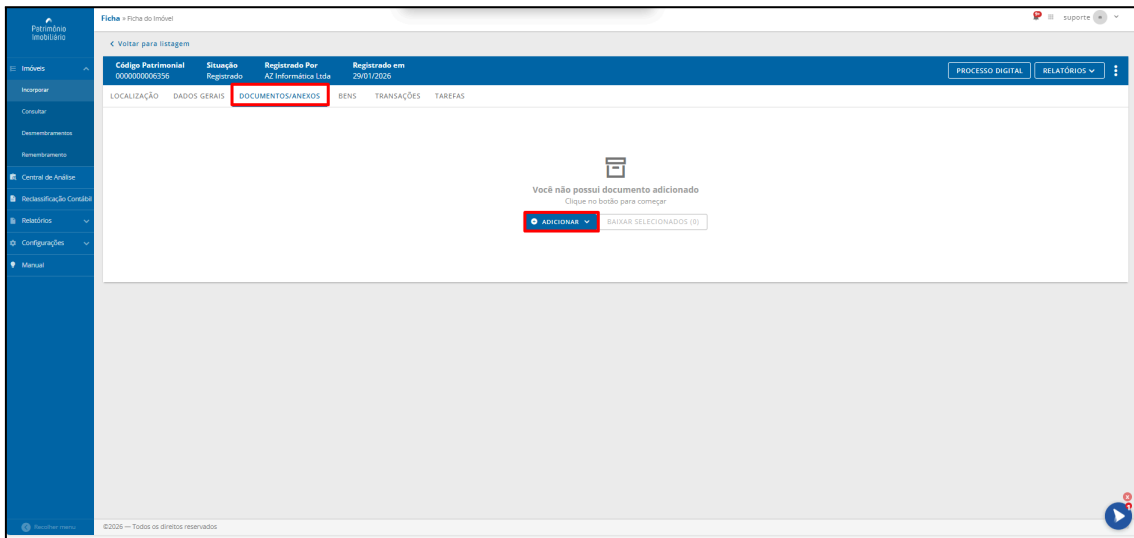 Patrimônio
Imobiliário
Ficha » Ficha do Imóvel
suporte
Voltar para listagem
Imóveis
Incorporar
Consultar
Desmembramentos
Remembramento
Central de Análise
Reclassificação Contábil
Relatórios
Configurações
Manual
Código Patrimonial Situação Registrado Por Registrado em
0000000006356 Registrado AZ Informática Ltda 29/01/2026
PROCESSO DIGITAL RELATÓRIOS
LOCALIZAÇÃO DADOS GERAIS DOCUMENTOS/ANEXOS BENS TRANSAÇÕES TAREFAS
Você não possui documento adicionado
Clique no botão para começar
ADICIONAR BAIXAR SELECIONADOS (0)
Recolher menu
©2026 — Todos os direitos reservados